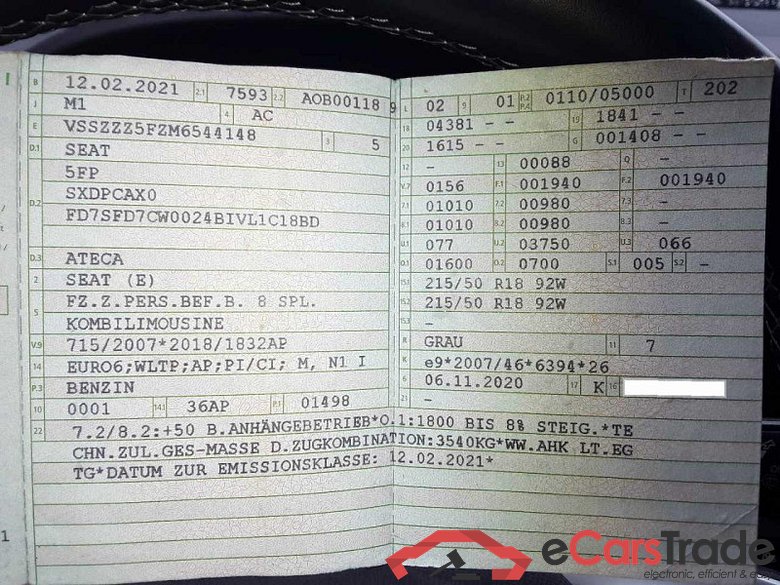 B 12.02.2021 2.1 7593 2.2 AOB00118 9
J M1 4 AC
E VSSZZZ5FZM6544148 3 5
D.1 SEAT
5FP
D.2 SXDPCAX0
FD7SFD7CW0024BIVL1C18BD
D.3 ATECA
2 SEAT (E)
5 FZ.Z.PERS.BEF.B. 8 SPL.
KOMBILIMOUSINE
V.9 715/2007*2018/1832AP
14 EURO6;WLTP;AP;PI/CI; M, N1 I
P.3 BENZIN
10 0001 14.1 36AP P.1 01498
L 02 9 01 P.2 P.4 0110/05000 T 202
18 04381 - - 19 1841 - -
20 1615 - - G 001408 - -
12 - 13 00088 Q -
V.7 0156 F.1 001940 F.2 001940
7.1 01010 7.2 00980 7.3 -
8.1 01010 8.2 00980 8.3 -
U.1 077 U.2 03750 U.3 066
O.1 01600 O.2 0700 S.1 005 S.2 -
15.1 215/50 R18 92W
15.2 215/50 R18 92W
15.3 -
R GRAU 11 7
K e9*2007/46*6394*26
6 06.11.2020 17 K 16
21 -
22 7.2/8.2:+50 B.ANHÄNGEBETRIEB*O.1:1800 BIS 8% STEIG.*TE
CHN.ZUL.GES-MASSE D.ZUGKOMBINATION:3540KG*WW.AHK LT.EG
TG*DATUM ZUR EMISSIONSKLASSE: 12.02.2021*
eCarsTrade